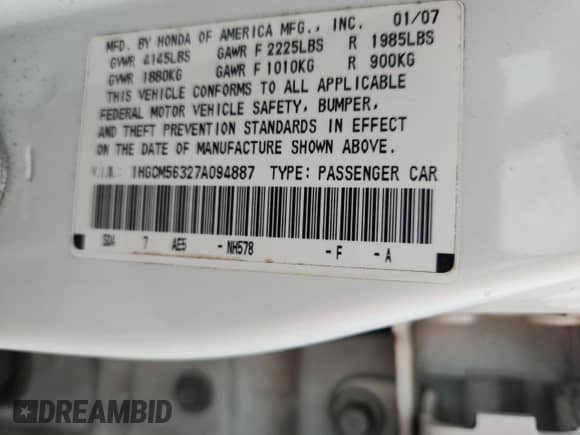 MFD. BY HONDA OF AMERICA MFG., INC. 01/07
GVWR 4145LBS GAWR F 2225LBS R 1985LBS
GVWR 1880KG GAWR F 1010KG R 900KG
THIS VEHICLE CONFORMS TO ALL APPLICABLE
FEDERAL MOTOR VEHICLE SAFETY, BUMPER,
AND THEFT PREVENTION STANDARDS IN EFFECT
ON THE DATE OF MANUFACTURE SHOWN ABOVE.
V.I.N.: 1HGCM56327A094887 TYPE: PASSENGER CAR
SDA 7 AE5 - NH578 - F - A
DREAMBID